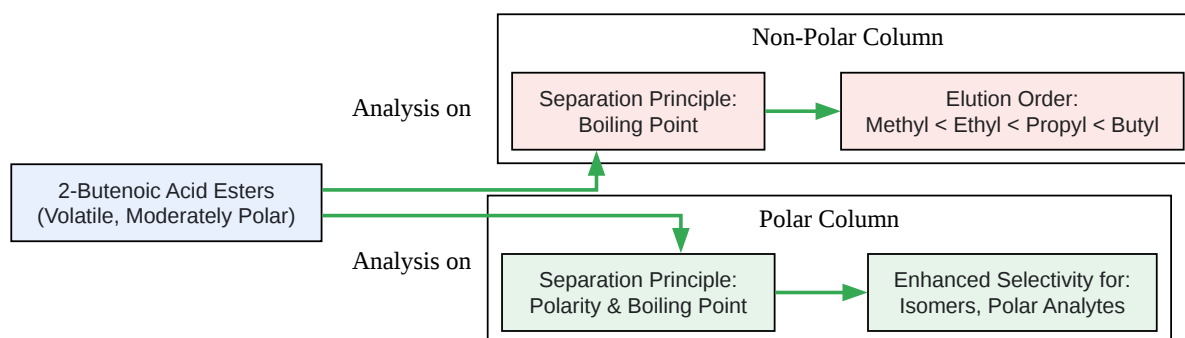 Non-Polar Column
Analysis on
Separation Principle:
Boiling Point
Elution Order:
Methyl < Ethyl < Propyl < Butyl
2-Butenoic Acid Esters
(Volatile, Moderately Polar)
Polar Column
Analysis on
Separation Principle:
Polarity & Boiling Point
Enhanced Selectivity for:
Isomers, Polar Analytes